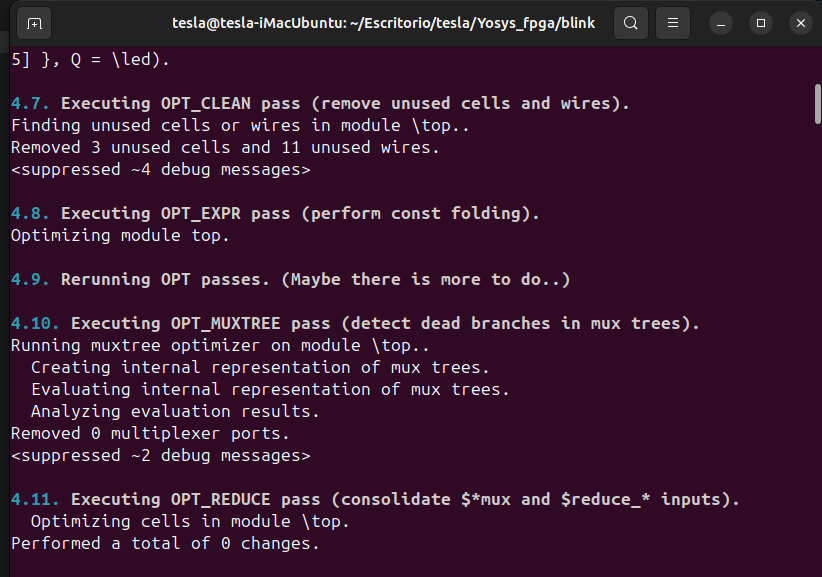 tesla@tesla-iMacUbuntu: ~/Escritorio/tesla/Yosys_fpga/blink
5] }, Q = \led).
4.7. Executing OPT_CLEAN pass (remove unused cells and wires).
Finding unused cells or wires in module \top..
Removed 3 unused cells and 11 unused wires.
<suppressed ~4 debug messages>
4.8. Executing OPT_EXPR pass (perform const folding).
Optimizing module top.
4.9. Rerunning OPT passes. (Maybe there is more to do..)
4.10. Executing OPT_MUXTREE pass (detect dead branches in mux trees).
Running muxtree optimizer on module \top..
  Creating internal representation of mux trees.
  Evaluating internal representation of mux trees.
  Analyzing evaluation results.
Removed 0 multiplexer ports.
<suppressed ~2 debug messages>
4.11. Executing OPT_REDUCE pass (consolidate $*mux and $reduce_* inputs).
  Optimizing cells in module \top.
Performed a total of 0 changes.